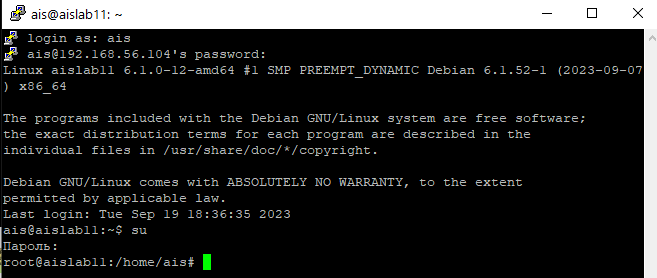 ais@aislab11: ~
login as: ais
ais@192.168.56.104's password:
Linux aislab11 6.1.0-12-amd64 #1 SMP PREEMPT_DYNAMIC Debian 6.1.52-1 (2023-09-07
) x86_64
The programs included with the Debian GNU/Linux system are free software;
the exact distribution terms for each program are described in the
individual files in /usr/share/doc/*/copyright.
Debian GNU/Linux comes with ABSOLUTELY NO WARRANTY, to the extent
permitted by applicable law.
Last login: Tue Sep 19 18:36:35 2023
ais@aislab11:~$ su
Пароль:
root@aislab11:/home/ais#